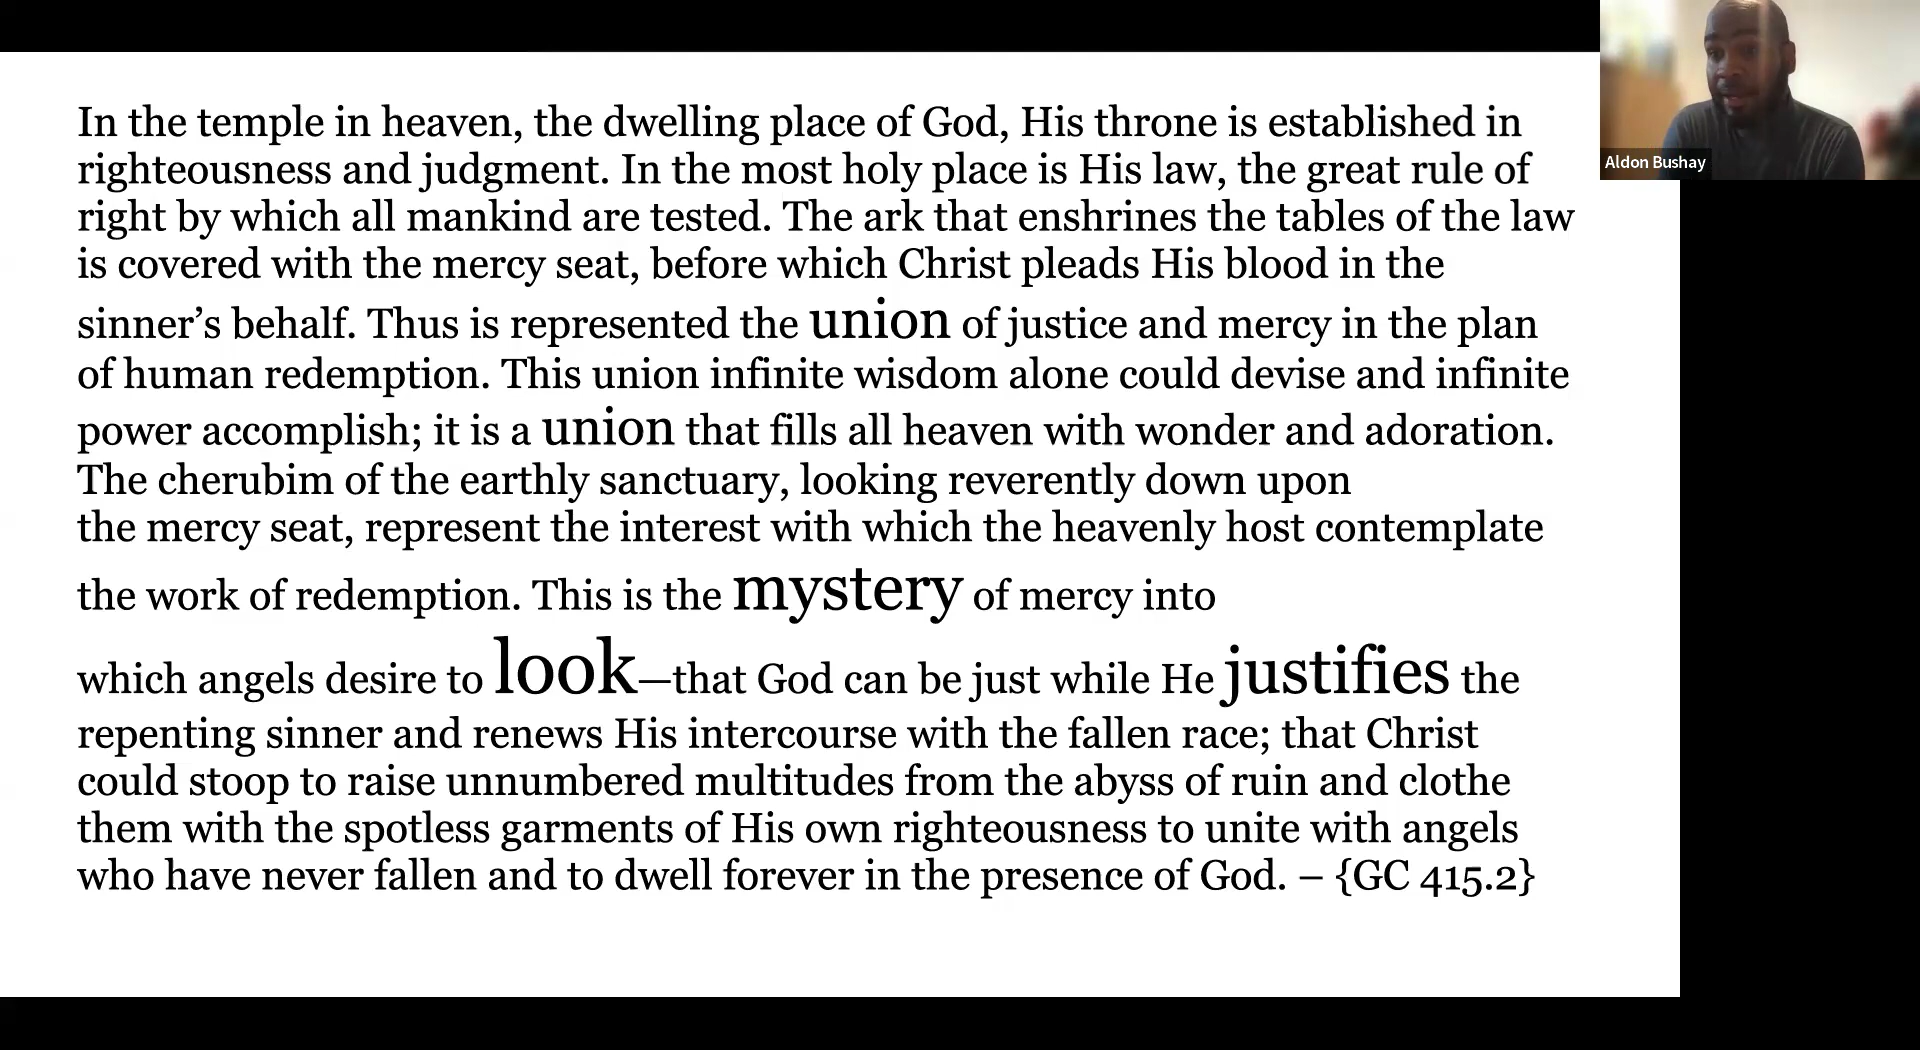 In the temple in heaven, the dwelling place of God, His throne is established in
righteousness and judgment. In the most holy place is His law, the great rule of
right by which all mankind are tested. The ark that enshrines the tables of the law
is covered with the mercy seat, before which Christ pleads His blood in the
sinner’s behalf. Thus is represented the union of justice and mercy in the plan
of human redemption. This union infinite wisdom alone could devise and infinite
power accomplish; it is a union that fills all heaven with wonder and adoration.
The cherubim of the earthly sanctuary, looking reverently down upon
the mercy seat, represent the interest with which the heavenly host contemplate
the work of redemption. This is the mystery of mercy into
which angels desire to look—that God can be just while He justifies the
repenting sinner and renews His intercourse with the fallen race; that Christ
could stoop to raise unnumbered multitudes from the abyss of ruin and clothe
them with the spotless garments of His own righteousness to unite with angels
who have never fallen and to dwell forever in the presence of God. – {GC 415.2}
Aldon Bushay